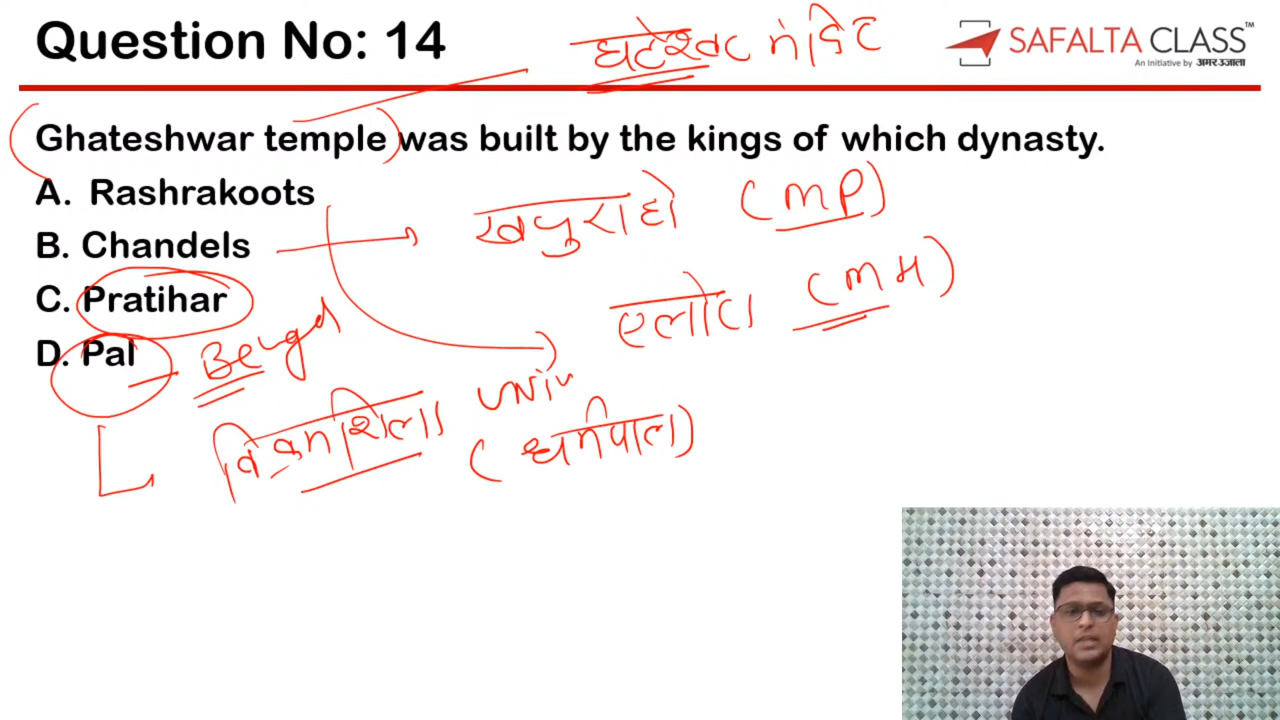 Question No: 14
घटेश्वर मंदिर
SAFALTA CLASS™
An Initiative by अमर उजाला
Ghateshwar temple was built by the kings of which dynasty.
A. Rashrakoots
B. Chandels
खजुराहो (MP)
C. Pratihar
एलोरा (MH)
D. Pal
Bengal
विक्रमशिला univ
(धर्मपाल)